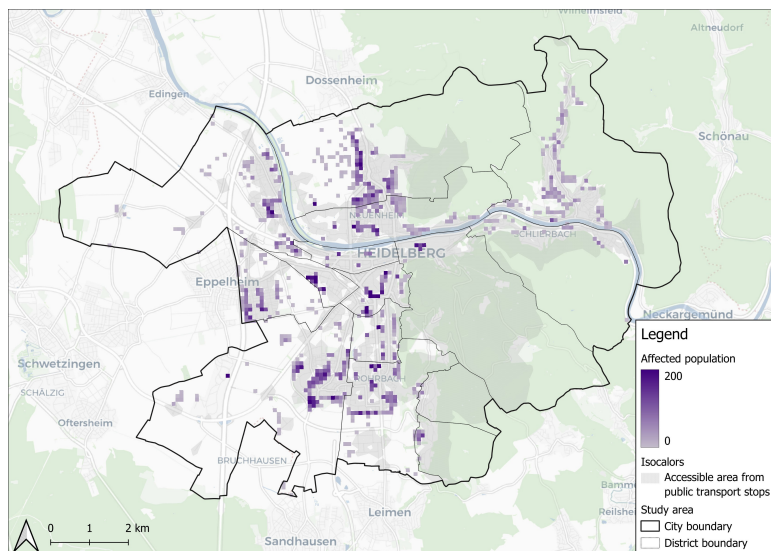 Wilhelmsfeld
Altneudorf
Dossenheim
Edingen
Schönau
NEUENHEIM
SCHLIERBACH
HEIDELBERG
Eppelheim
Neckargemünd
Legend
Affected population
200
0
Schwetzingen
SCHÄLZIG
ROHRBACH
Oftersheim
Isocalors
Accessible area from
public transport stops
BRUCHHAUSEN
Study area
City boundary
District boundary
Leimen
Sandhausen
0 1 2 km